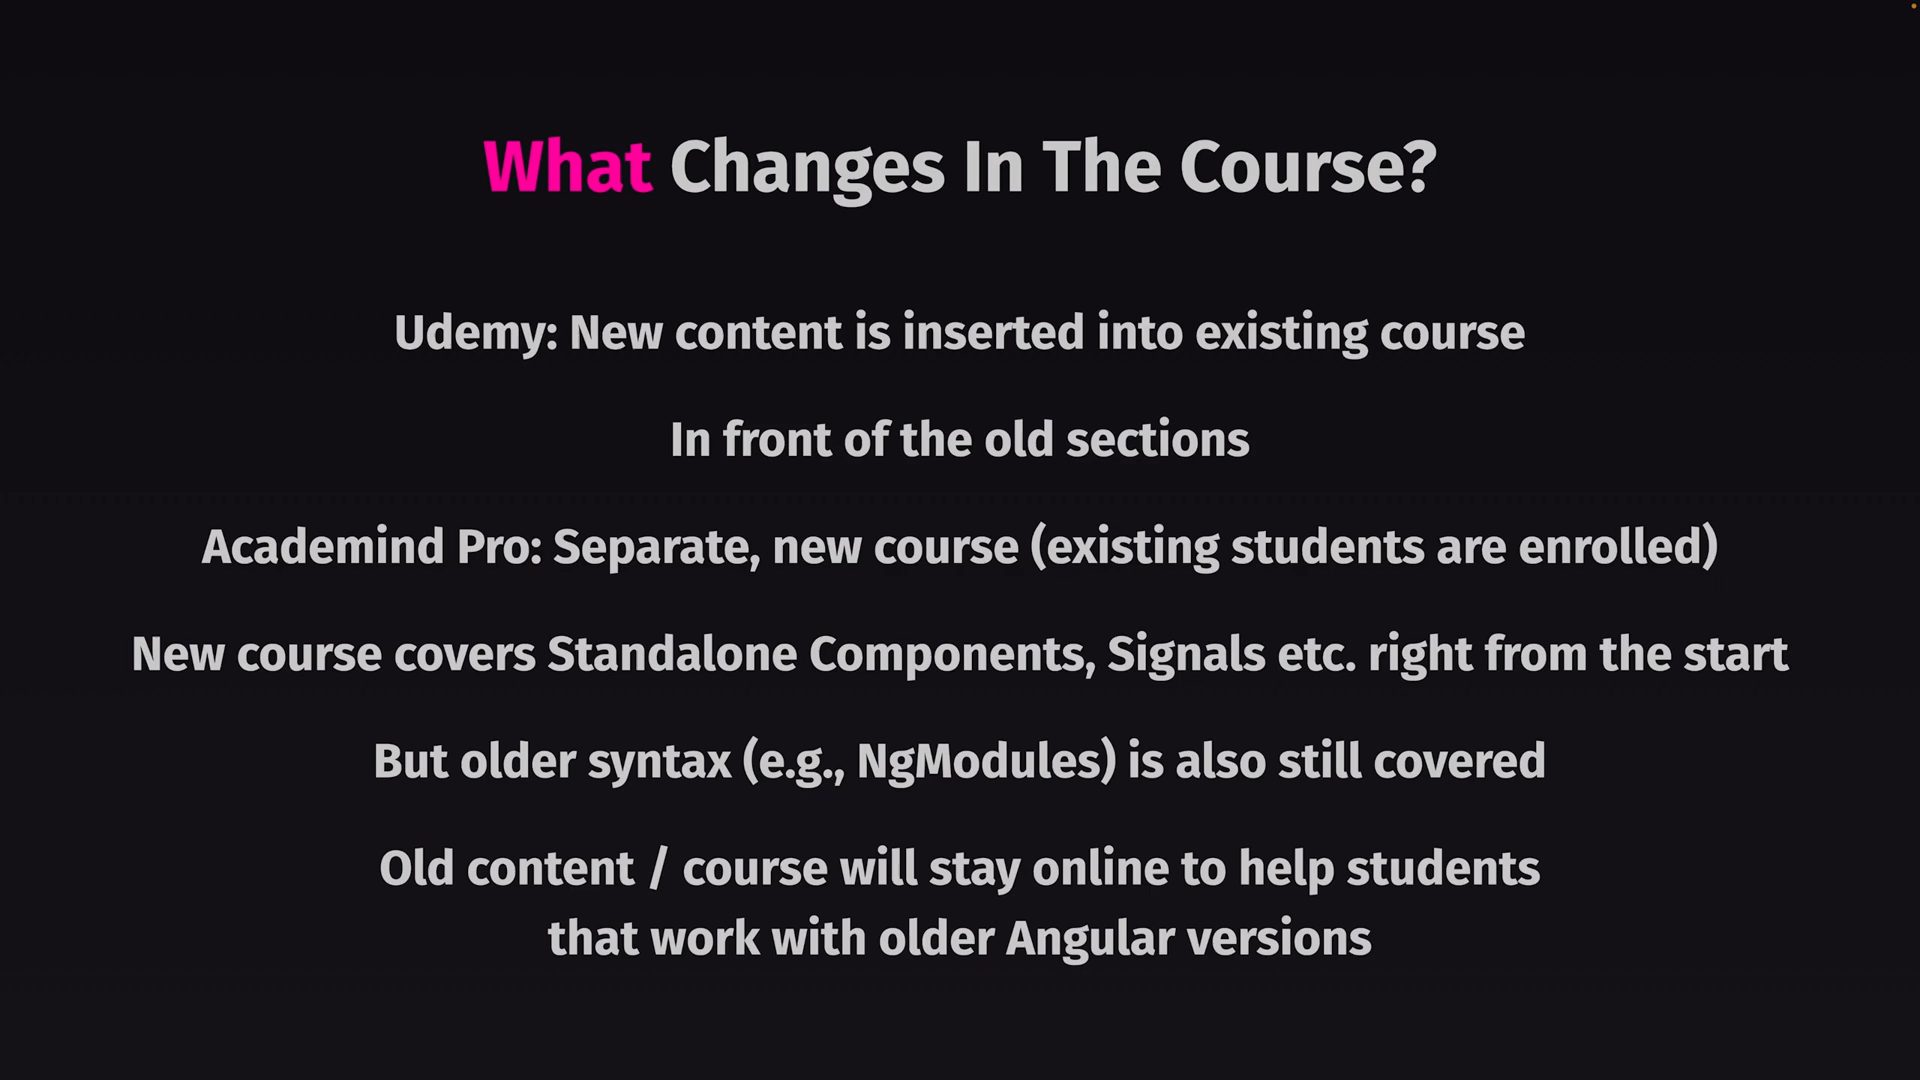 What Changes In The Course?
Udemy: New content is inserted into existing course
In front of the old sections
Academind Pro: Separate, new course (existing students are enrolled)
New course covers Standalone Components, Signals etc. right from the start
But older syntax (e.g., NgModules) is also still covered
Old content / course will stay online to help students
that work with older Angular versions